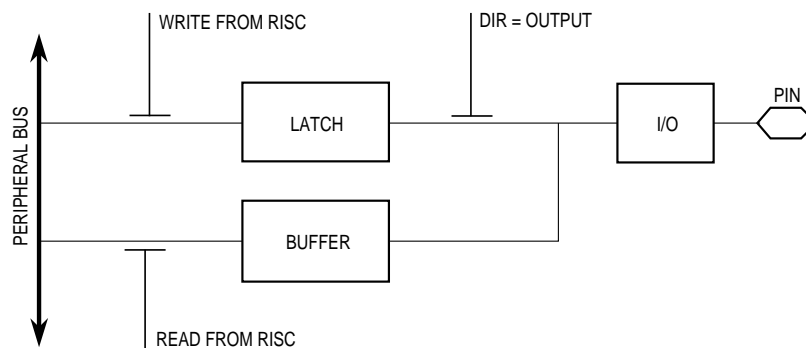 WRITE FROM RISC
DIR = OUTPUT
PIN
LATCH
I/O
PERIPHERAL BUS
BUFFER
READ FROM RISC